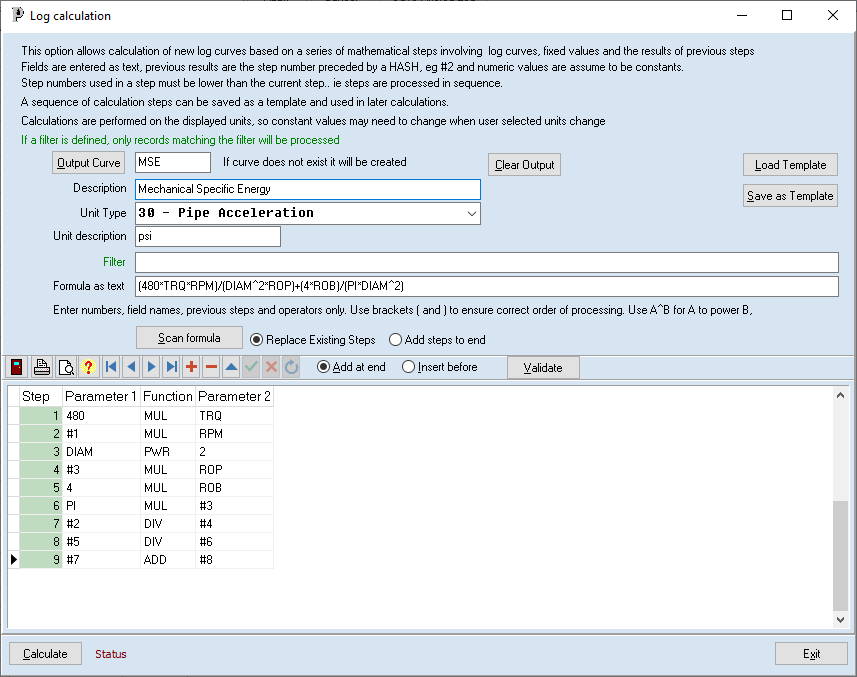 Log calculation
This option allows calculation of new log curves based on a series of mathematical steps involving log curves, fixed values and the results of previous steps
Fields are entered as text, previous results are the step number preceded by a HASH, eg #2 and numeric values are assume to be constants.
Step numbers used in a step must be lower than the current step.. ie steps are processed in sequence.
A sequence of calculation steps can be saved as a template and used in later calculations.
Calculations are performed on the displayed units, so constant values may need to change when user selected units change
If a filter is defined, only records matching the filter will be processed
Output Curve MSE If curve does not exist it will be created Clear Output Load Template
Description Mechanical Specific Energy Save as Template
Unit Type 30 - Pipe Acceleration
Unit description psi
Filter
Formula as text (480*TRQ*RPM)/(DIAM^2*ROP)+(4*ROB)/(PI*DIAM^2)
Enter numbers, field names, previous steps and operators only. Use brackets ( and ) to ensure correct order of processing. Use A^B for A to power B,
Scan formula Replace Existing Steps Add steps to end
Add at end Insert before Validate
Step Parameter 1 Function Parameter 2
1 480 MUL TRQ
2 #1 MUL RPM
3 DIAM PWR 2
4 #3 MUL ROP
5 4 MUL ROB
6 PI MUL #3
7 #2 DIV #4
8 #5 DIV #6
9 #7 ADD #8
Calculate Status Exit